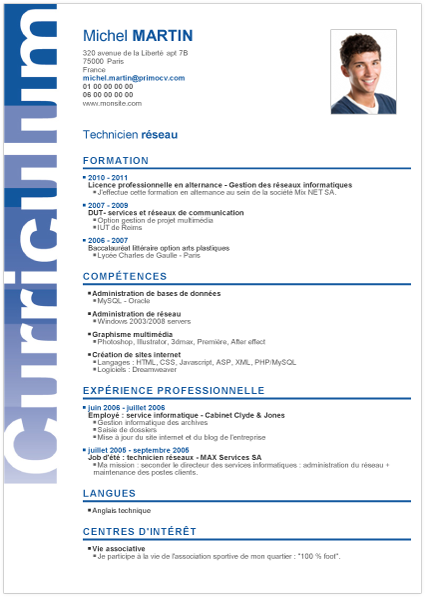 Curriculum
Michel MARTIN
320 avenue de la Liberté apt 7B
75000 Paris
France
michel.martin@primocv.com
01 00 00 00 00
06 00 00 00 00
www.monsite.com
Technicien réseau
FORMATION
2010 - 2011
Licence professionnelle en alternance - Gestion des réseaux informatiques
J'effectue cette formation en alternance au sein de la société Mix NET SA.
2007 - 2009
DUT- services et réseaux de communication
Option gestion de projet multimédia
IUT de Reims
2006 - 2007
Baccalauréat littéraire option arts plastiques
Lycée Charles de Gaulle - Paris
COMPÉTENCES
Administration de bases de données
MySQL - Oracle
Administration de réseau
Windows 2003/2008 servers
Graphisme multimédia
Photoshop, Illustrator, 3dmax, Première, After effect
Création de sites internet
Langages : HTML, CSS, Javascript, ASP, XML, PHP/MySQL
Logiciels : Dreamweaver
EXPÉRIENCE PROFESSIONNELLE
juin 2006 - juillet 2006
Employé : service informatique - Cabinet Clyde & Jones
Gestion informatique des archives
Saisie de dossiers
Mise à jour du site internet et du blog de l'entreprise
juillet 2005 - septembre 2005
Job d'été : technicien réseaux - MAX Services SA
Ma mission : seconder le directeur des services informatiques : administration du réseau +
maintenance des postes clients.
LANGUES
Anglais technique
CENTRES D'INTÉRÊT
Vie associative
Je participe à la vie de l'association sportive de mon quartier : "100 % foot".